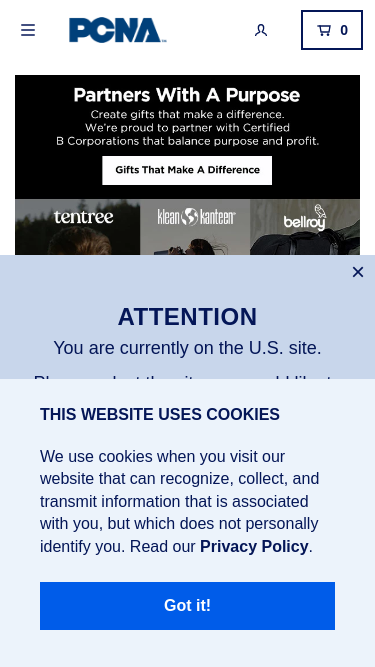 PCNA
0
Partners With A Purpose
Create gifts that make a difference.
We're proud to partner with Certified
B Corporations that balance purpose and profit.
Gifts That Make A Difference
tentree
klean kanteen
bellroy
ATTENTION
You are currently on the U.S. site.
THIS WEBSITE USES COOKIES
We use cookies when you visit our
website that can recognize, collect, and
transmit information that is associated
with you, but which does not personally
identify you. Read our Privacy Policy.
Got it!